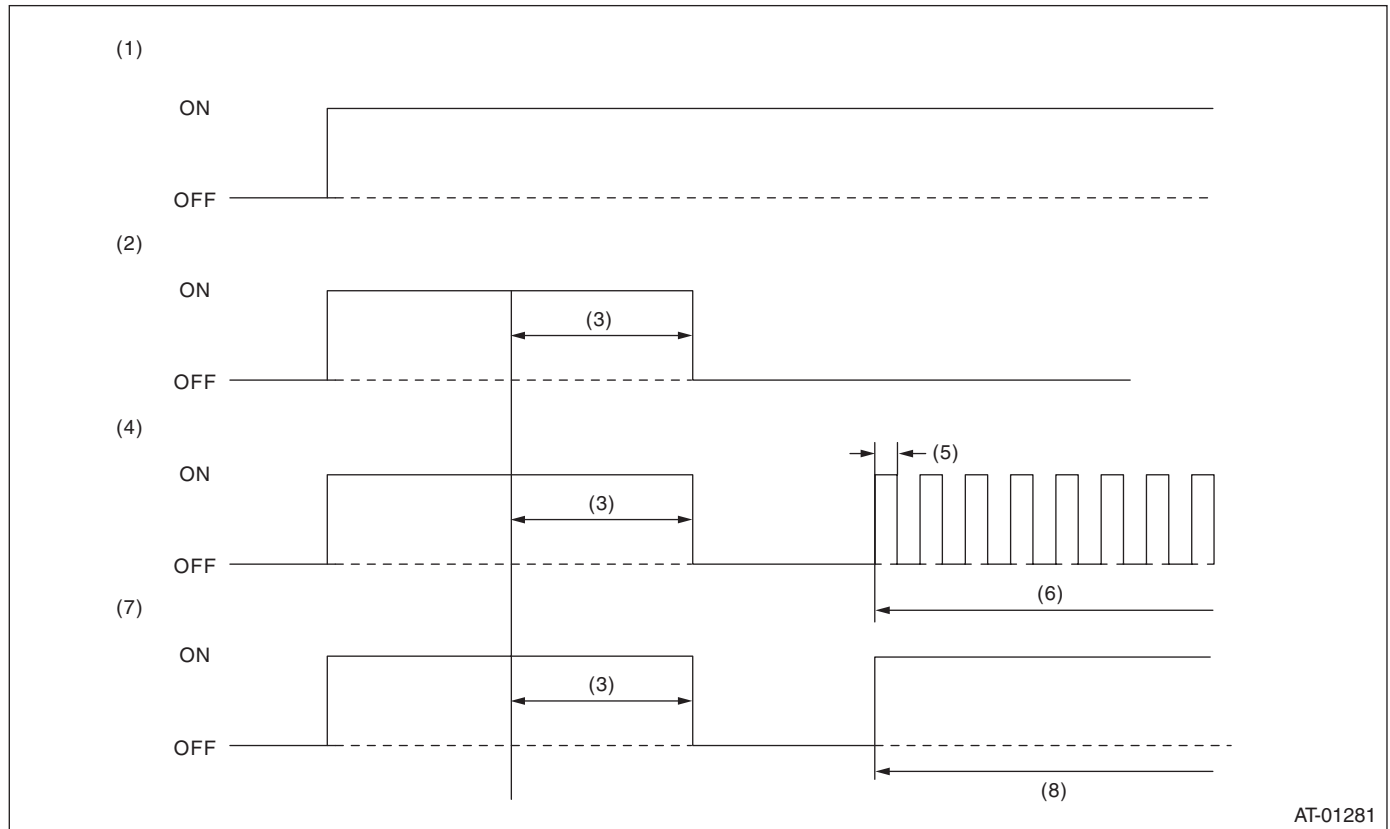 (1)
ON
OFF
(2)
ON
(3)
OFF
(4)
ON
(5)
(3)
OFF
(6)
(7)
ON
(3)
OFF
(8)
AT-01281